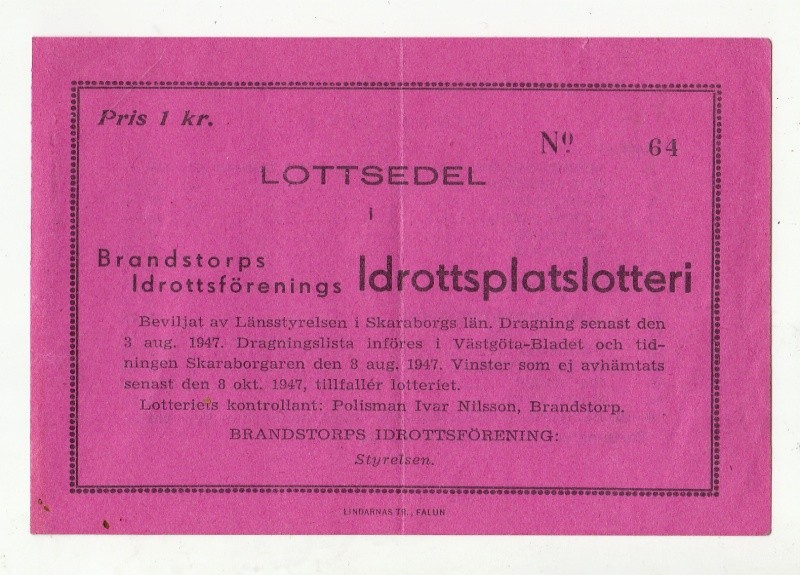 Pris 1 kr.
Nº 64
LOTTSEDEL
i
Brandstorps
Idrottsförenings Idrottsplatslotteri
Beviljat av Länsstyrelsen i Skaraborgs län. Dragning senast den
3 aug. 1947. Dragningslista införes i Västgöta-Bladet och tid-
ningen Skaraborgaren den 8 aug. 1947. Vinster som ej avhämtats
senast den 8 okt. 1947, tillfallér lotteriet.
Lotteriets kontrollant: Polisman Ivar Nilsson, Brandstorp.
BRANDSTORPS IDROTTSFÖRENING:
Styrelsen.
LINDARNAS TR., FALUN